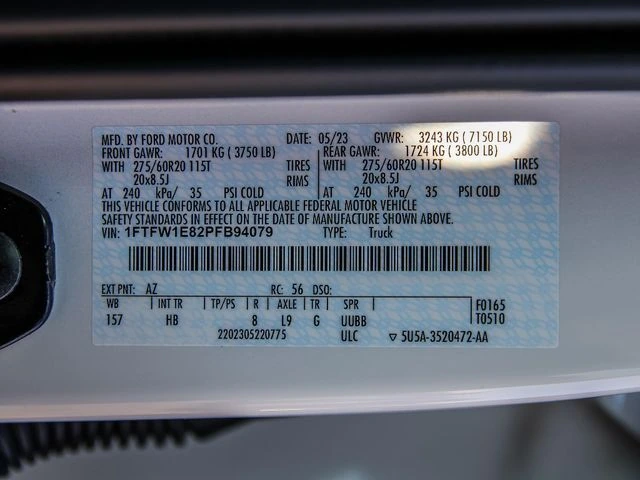 MFD. BY FORD MOTOR CO. DATE: 05/23 GVWR: 3243 KG ( 7150 LB)
FRONT GAWR: 1701 KG ( 3750 LB) REAR GAWR: 1724 KG ( 3800 LB)
WITH 275/60R20 115T TIRES WITH 275/60R20 115T TIRES
20x8.5J RIMS 20x8.5J RIMS
AT 240 kPa/ 35 PSI COLD AT 240 kPa/ 35 PSI COLD
THIS VEHICLE CONFORMS TO ALL APPLICABLE FEDERAL MOTOR VEHICLE
SAFETY STANDARDS IN EFFECT ON THE DATE OF MANUFACTURE SHOWN ABOVE.
VIN: 1FTFW1E82PFB94079 TYPE: Truck
EXT PNT: AZ RC: 56 DSO:
WB INT TR TP/PS R AXLE TR SPR F0165
157 HB 8 L9 G UUBB T0510
2202305220775 ULC ▽ 5U5A-3520472-AA